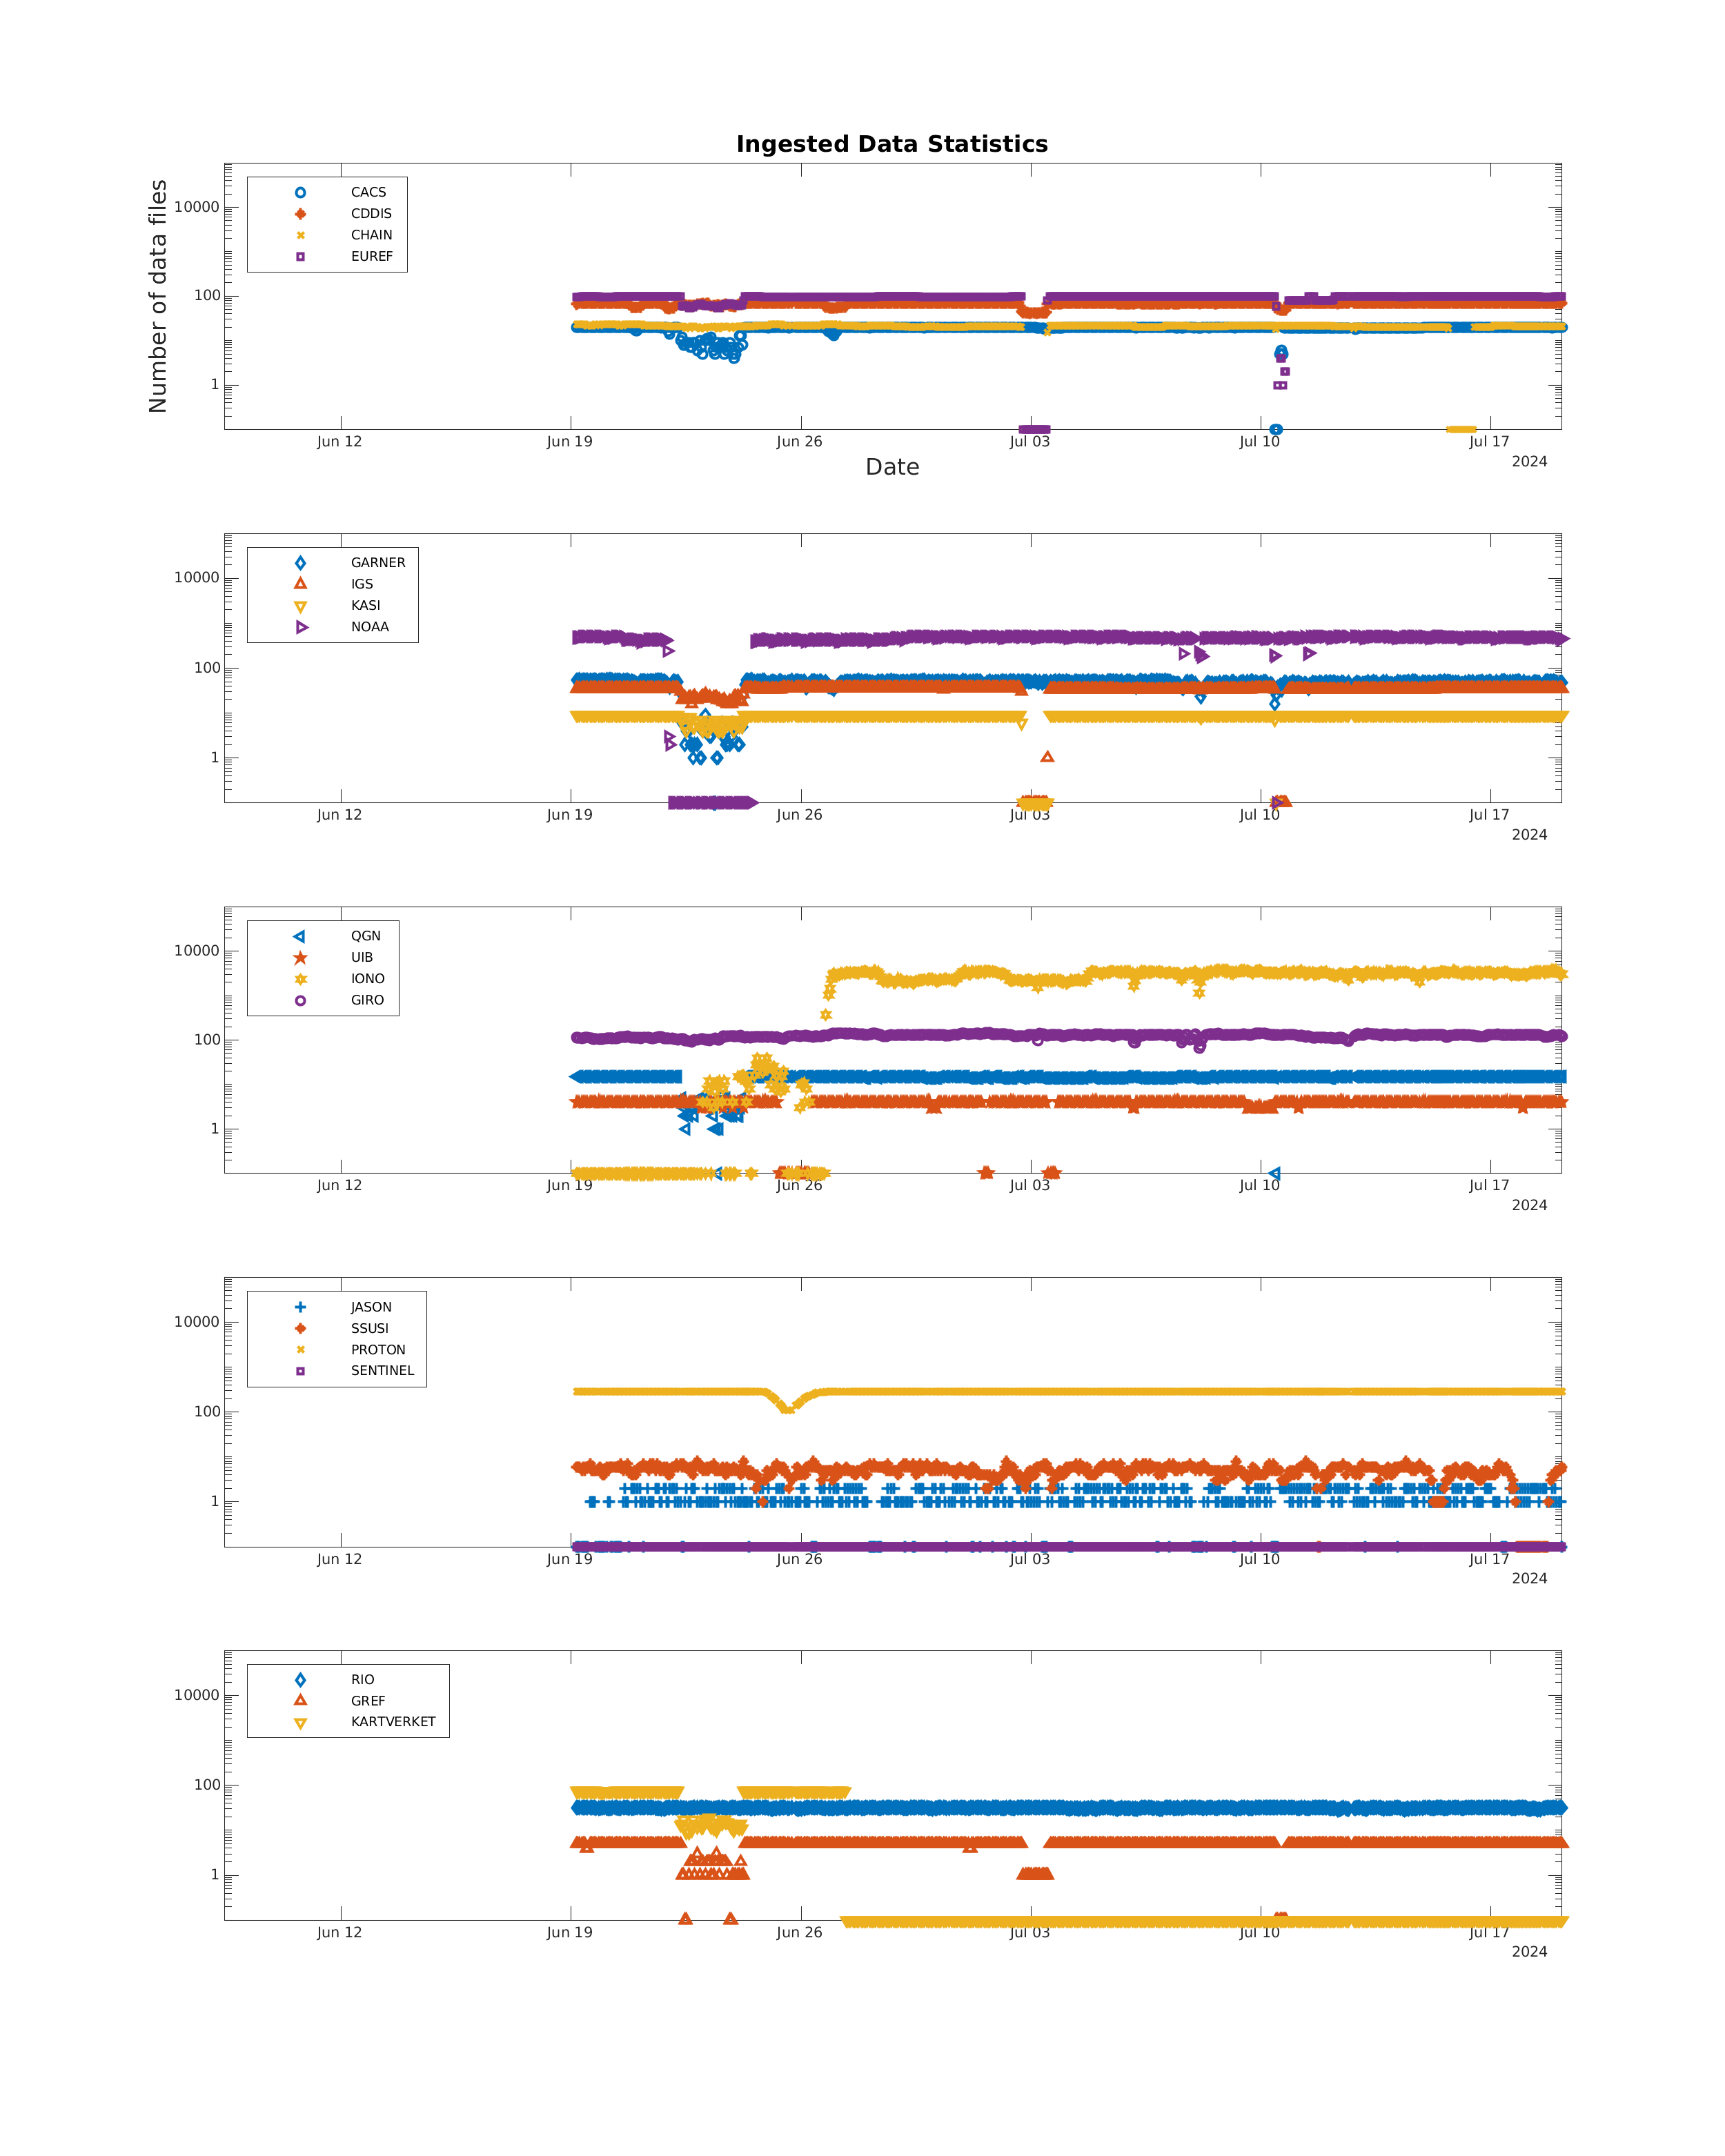 Ingested Data Statistics
Number of data files
10000
100
1
CACS
CDDIS
CHAIN
EUREF
Jun 12 Jun 19 Jun 26 Jul 03 Jul 10 Jul 17
2024
Date
10000
100
1
GARNER
IGS
KASI
NOAA
Jun 12 Jun 19 Jun 26 Jul 03 Jul 10 Jul 17
2024
10000
100
1
QGN
UIB
IONO
GIRO
Jun 12 Jun 19 Jun 26 Jul 03 Jul 10 Jul 17
2024
10000
100
1
JASON
SSUSI
PROTON
SENTINEL
Jun 12 Jun 19 Jun 26 Jul 03 Jul 10 Jul 17
2024
10000
100
1
RIO
GREF
KARTVERKET
Jun 12 Jun 19 Jun 26 Jul 03 Jul 10 Jul 17
2024